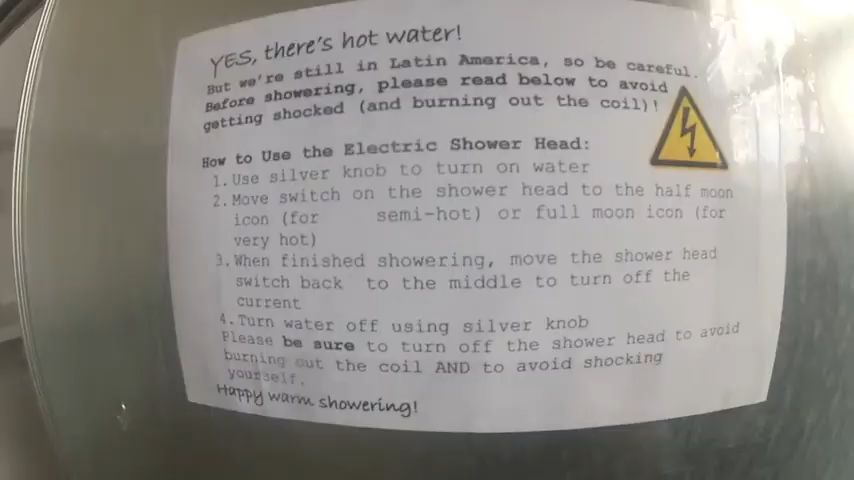 YES, there's hot water!
But we're still in Latin America, so be careful.
Before showering, please read below to avoid
getting shocked (and burning out the coil)!
How to Use the Electric Shower Head:
1. Use silver knob to turn on water
2. Move switch on the shower head to the half moon
icon (for semi-hot) or full moon icon (for
very hot)
3. When finished showering, move the shower head
switch back to the middle to turn off the
current
4. Turn water off using silver knob
Please be sure to turn off the shower head to avoid
burning out the coil AND to avoid shocking
yourself.
Happy warm showering!